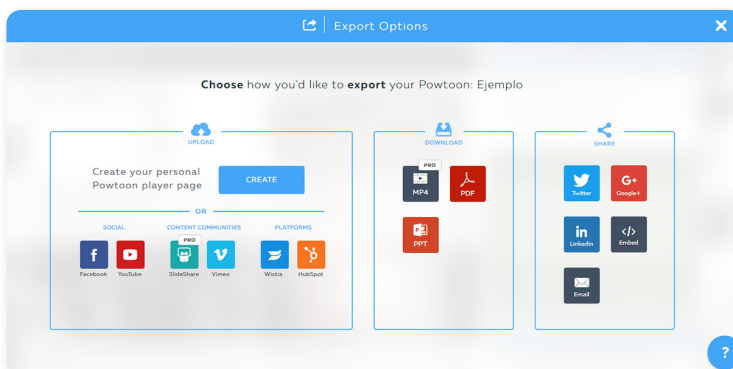 Export Options
Choose how you'd like to export your Powtoon: Ejemplo
UPLOAD
Create your personal
Powtoon player page
CREATE
OR
SOCIAL
CONTENT COMMUNITIES
PLATFORMS
PRO
Facebook
YouTube
SlideShare
Vimeo
Wistia
HubSpot
DOWNLOAD
PRO
MP4
PDF
PPT
SHARE
Twitter
G+
Google+
in
Linkedin
</>
Embed
Email
?